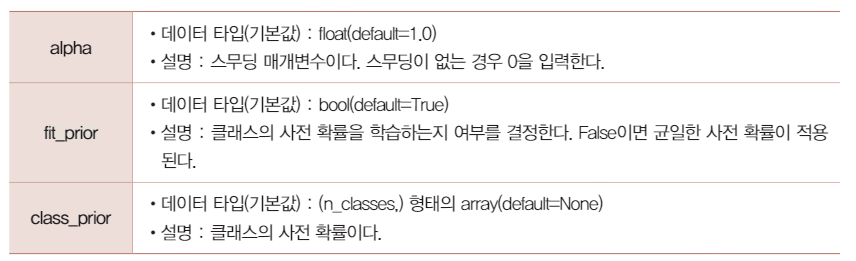 alpha
• 데이터 타입(기본값) : float(default=1.0)
• 설명 : 스무딩 매개변수이다. 스무딩이 없는 경우 0을 입력한다.
fit_prior
• 데이터 타입(기본값) : bool(default=True)
• 설명 : 클래스의 사전 확률을 학습하는지 여부를 결정한다. False이면 균일한 사전 확률이 적용
된다.
class_prior
• 데이터 타입(기본값) : (n_classes,) 형태의 array(default=None)
• 설명 : 클래스의 사전 확률이다.